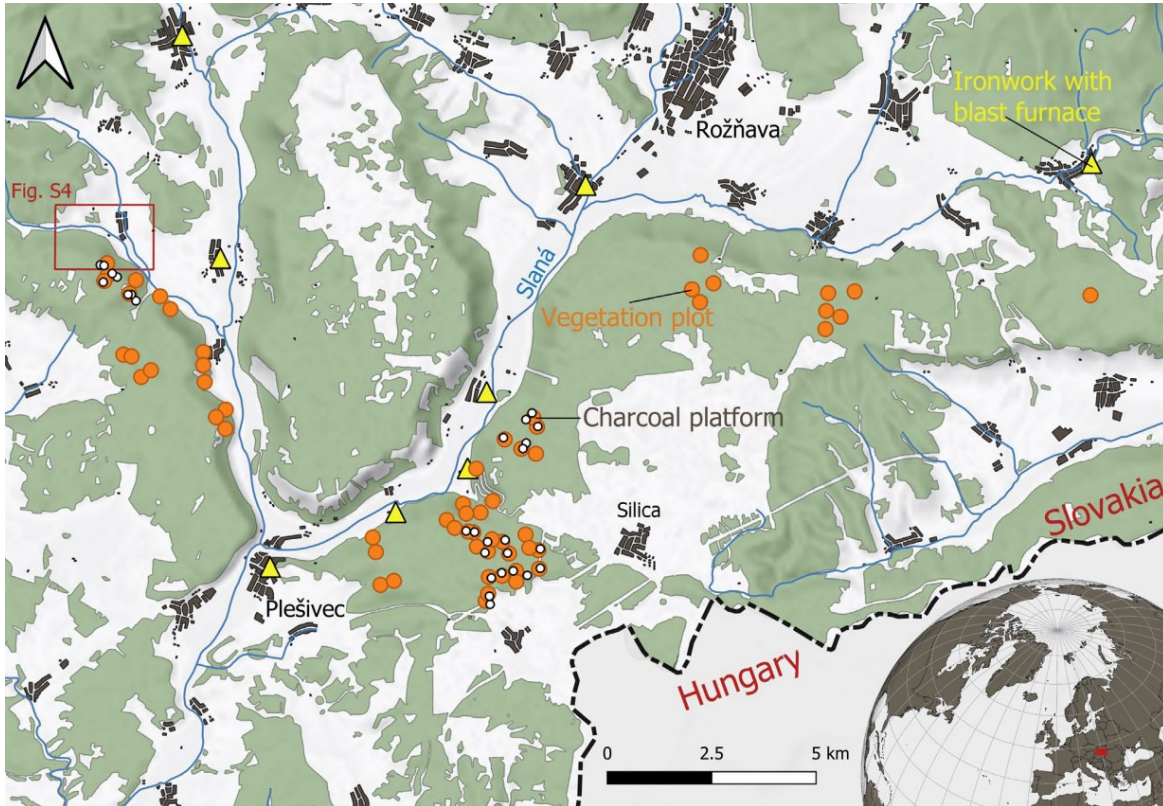 Ironwork with
blast furnace
Rožňava
Fig. S4
Slaná
Vegetation plot
Charcoal platform
Silica
Slovakia
Plešivec
Hungary
0 2.5 5 km